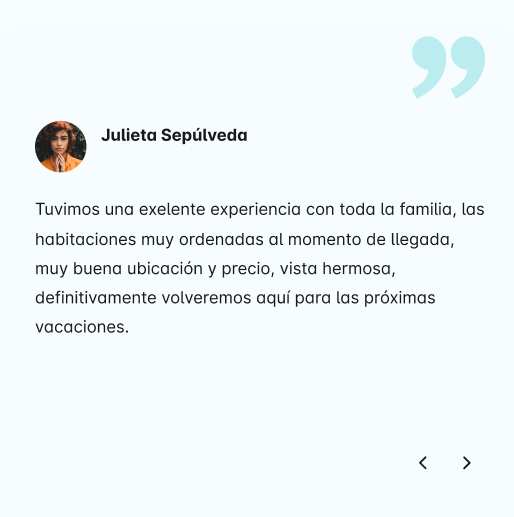 Julieta Sepúlveda
Tuvimos una exelente experiencia con toda la familia, las
habitaciones muy ordenadas al momento de llegada,
muy buena ubicación y precio, vista hermosa,
definitivamente volveremos aquí para las próximas
vacaciones.